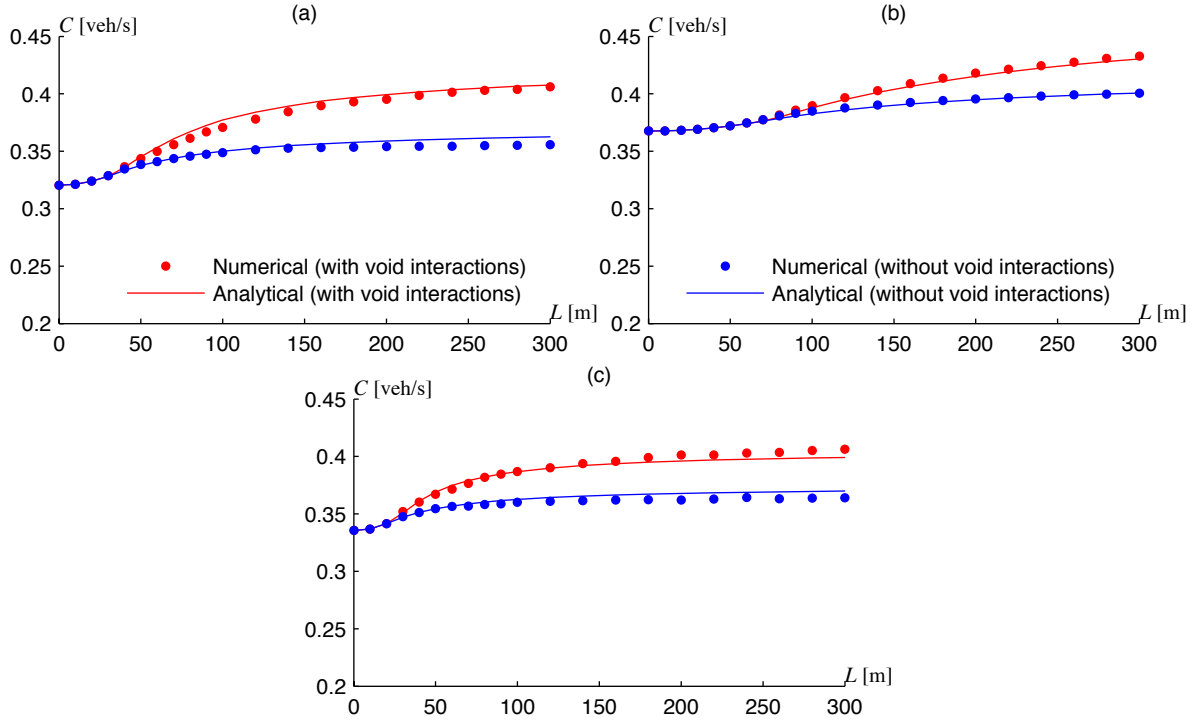 (a)
C [veh/s]
0.45
0.4
0.35
0.3
0.25
0.2
Numerical (with void interactions)
Analytical (with void interactions)
L [m]
0 50 100 150 200 250 300
(b)
C [veh/s]
0.45
0.4
0.35
0.3
0.25
0.2
Numerical (without void interactions)
Analytical (without void interactions)
L [m]
0 50 100 150 200 250 300
(c)
C [veh/s]
0.45
0.4
0.35
0.3
0.25
0.2
L [m]
0 50 100 150 200 250 300